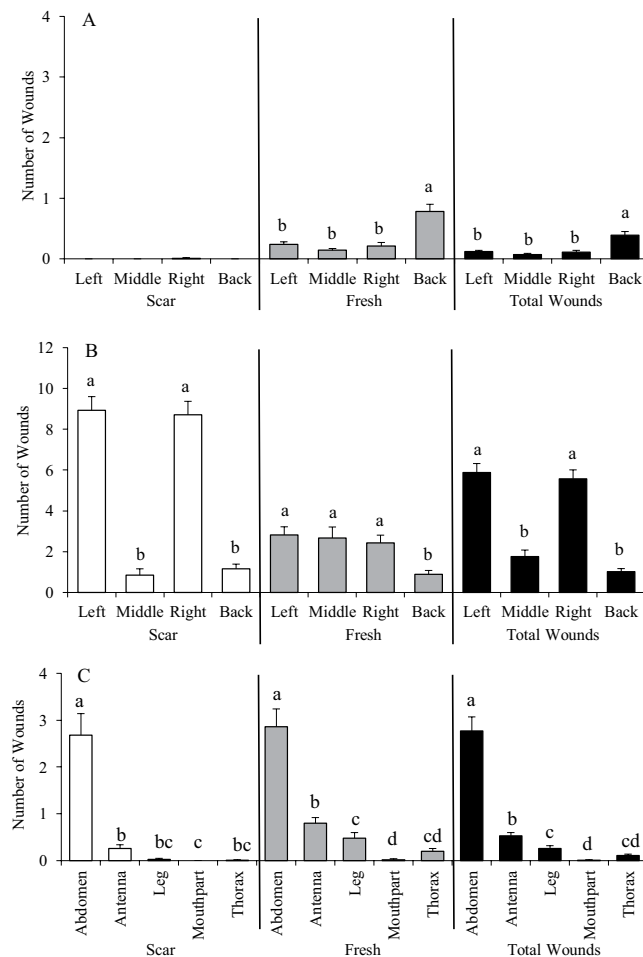 A
Number of Wounds
4
3
2
1
0
b b b a
b b b a
Left Middle Right Back Left Middle Right Back Left Middle Right Back
Scar Fresh Total Wounds
B
Number of Wounds
12
10
8
6
4
2
0
a b a b
a a a b
a b a b
Left Middle Right Back Left Middle Right Back Left Middle Right Back
Scar Fresh Total Wounds
C
Number of Wounds
4
3
2
1
0
a b bc c bc
a b c d cd
a b c d cd
Abdomen Antenna Leg Mouthpart Thorax Abdomen Antenna Leg Mouthpart Thorax Abdomen Antenna Leg Mouthpart Thorax
Scar Fresh Total Wounds